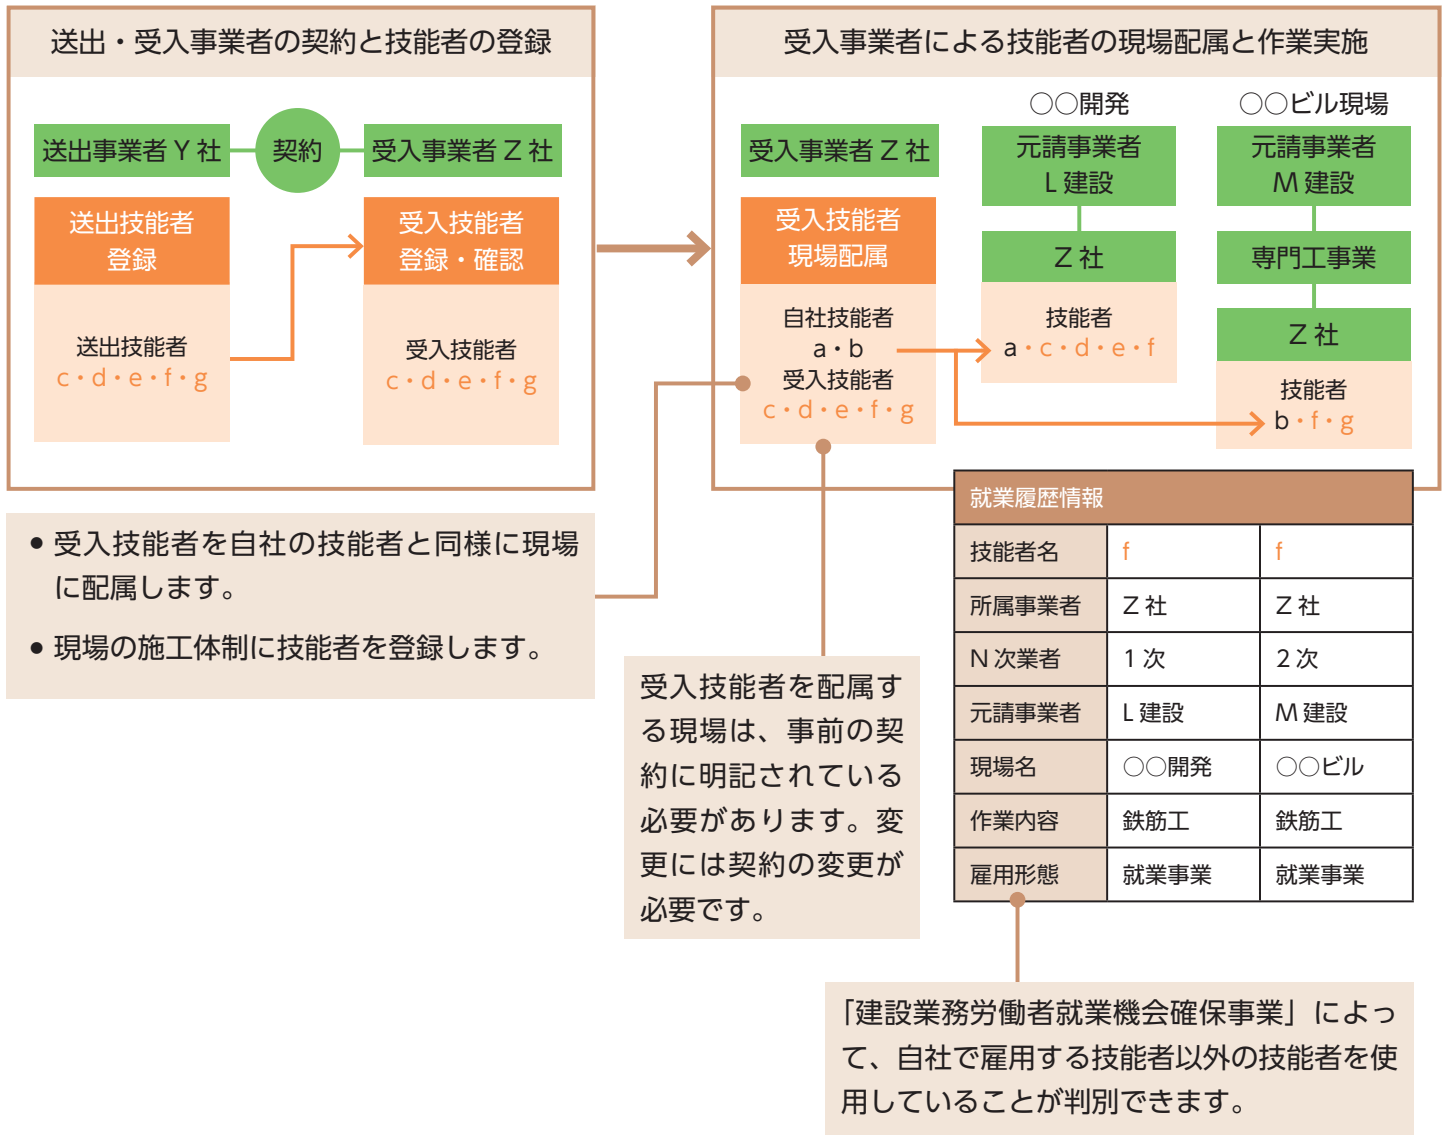 送出・受入事業者の契約と技能者の登録
送出事業者 Y 社
契約
受入事業者 Z 社
送出技能者
登録
受入技能者
登録・確認
送出技能者
c・d・e・f・g
受入技能者
c・d・e・f・g
受入事業者による技能者の現場配属と作業実施
受入事業者 Z 社
受入技能者
現場配属
自社技能者
a・b
受入技能者
c・d・e・f・g
○○開発
元請事業者
L 建設
Z 社
技能者
a・c・d・e・f
○○ビル現場
元請事業者
M 建設
専門工事業
Z 社
技能者
b・f・g
● 受入技能者を自社の技能者と同様に現場
に配属します。
● 現場の施工体制に技能者を登録します。
受入技能者を配属す
る現場は、事前の契
約に明記されている
必要があります。変
更には契約の変更が
必要です。
就業履歴情報
技能者名 f f
所属事業者 Z 社 Z 社
N 次業者 1 次 2 次
元請事業者 L 建設 M 建設
現場名 ○○開発 ○○ビル
作業内容 鉄筋工 鉄筋工
雇用形態 就業事業 就業事業
「建設業務労働者就業機会確保事業」によっ
て、自社で雇用する技能者以外の技能者を使
用していることが判別できます。